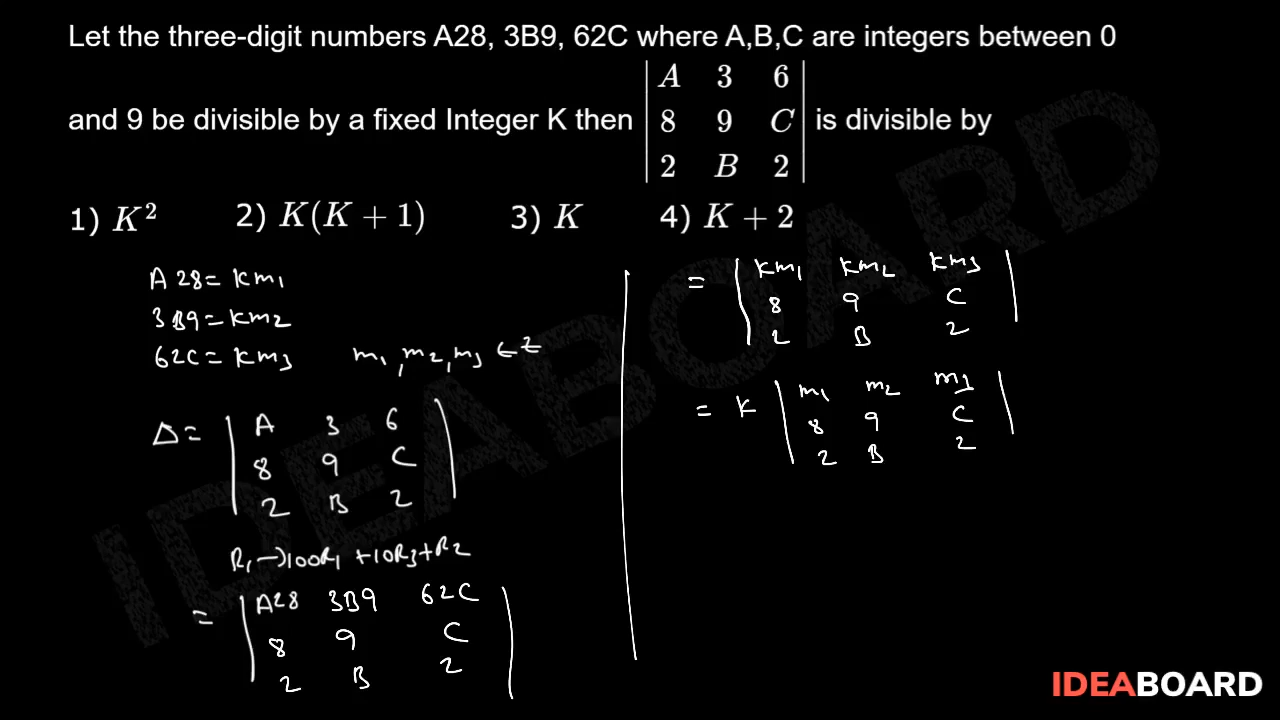 Let the three-digit numbers A28, 3B9, 62C where A,B,C are integers between 0
and 9 be divisible by a fixed Integer K then | A 3 6 | is divisible by
| 8 9 C |
| 2 B 2 |
1) K² 2) K(K + 1) 3) K 4) K + 2
A28 = km₁
3B9 = km₂
62C = km₃ m₁, m₂, m₃ ∈ Z
Δ = | A 3 6 |
| 8 9 C |
| 2 B 2 |
R₁→100R₁ +10R₃+R₂
= | A28 3B9 62C |
| 8 9 C |
| 2 B 2 |
= | km₁ km₂ km₃ |
| 8 9 C |
| 2 B 2 |
= K | m₁ m₂ m₃ |
| 8 9 C |
| 2 B 2 |
IDEABOARD
IDEABOARD